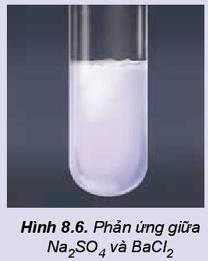 Hình 8.6. Phản ứng giữa
Na₂SO₄ và BaCl₂